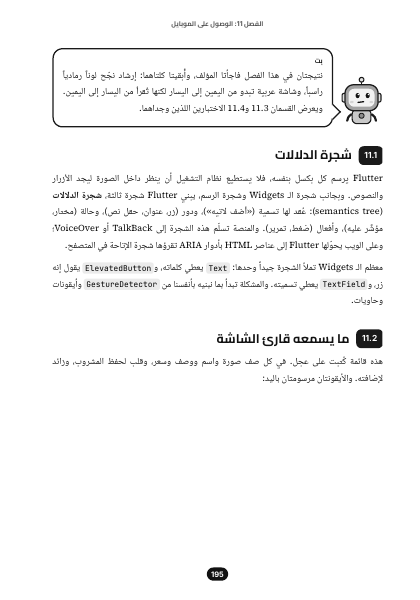 الفصل 11: الوصول على الموبايل
بت
نتيجتان في هذا الفصل فاجأتا المؤلف، وأبقيتا كلتاهما: إرشاد نجّح لوناً رمادياً
راسباً، وشاشة عربية تبدو من اليمين إلى اليسار لكنها تُقرأ من اليسار إلى اليمين.
ويعرض القسمان 11.3 و11.4 الاختبارين اللذين وجداهما.
11.1 شجرة الدلالات
Flutter يرسم كل بكسل بنفسه، فلا يستطيع نظام التشغيل أن ينظر داخل الصورة ليجد الأزرار
والنصوص. وبجانب شجرة الـ Widgets وشجرة الرسم، يبني Flutter شجرة ثالثة، شجرة الدلالات
(semantics tree): عُقد لها تسمية («أضف لاتيه»)، ودور (زر، عنوان، حقل نص)، وحالة (مختار،
مؤشَّر عليه)، وأفعال (ضغط، تمرير). والمنصة تسلّم هذه الشجرة إلى TalkBack أو VoiceOver؛
وعلى الويب يحوّلها Flutter إلى عناصر HTML بأدوار ARIA تقرؤها شجرة الإتاحة في المتصفح.
معظم الـ Widgets تملأ الشجرة جيداً وحدها: Text يعطي كلماته، وElevatedButton يقول إنه
زر، وTextField يعطي تسميته. والمشكلة تبدأ بما نبنيه بأنفسنا من GestureDetector وأيقونات
وحاويات.
11.2 ما يسمعه قارئ الشاشة
هذه قائمة كُتبت على عجل. في كل صف صورة واسم ووصف وسعر، وقلب لحفظ المشروب، وزائد
لإضافته. والأيقونتان مرسومتان باليد:
195